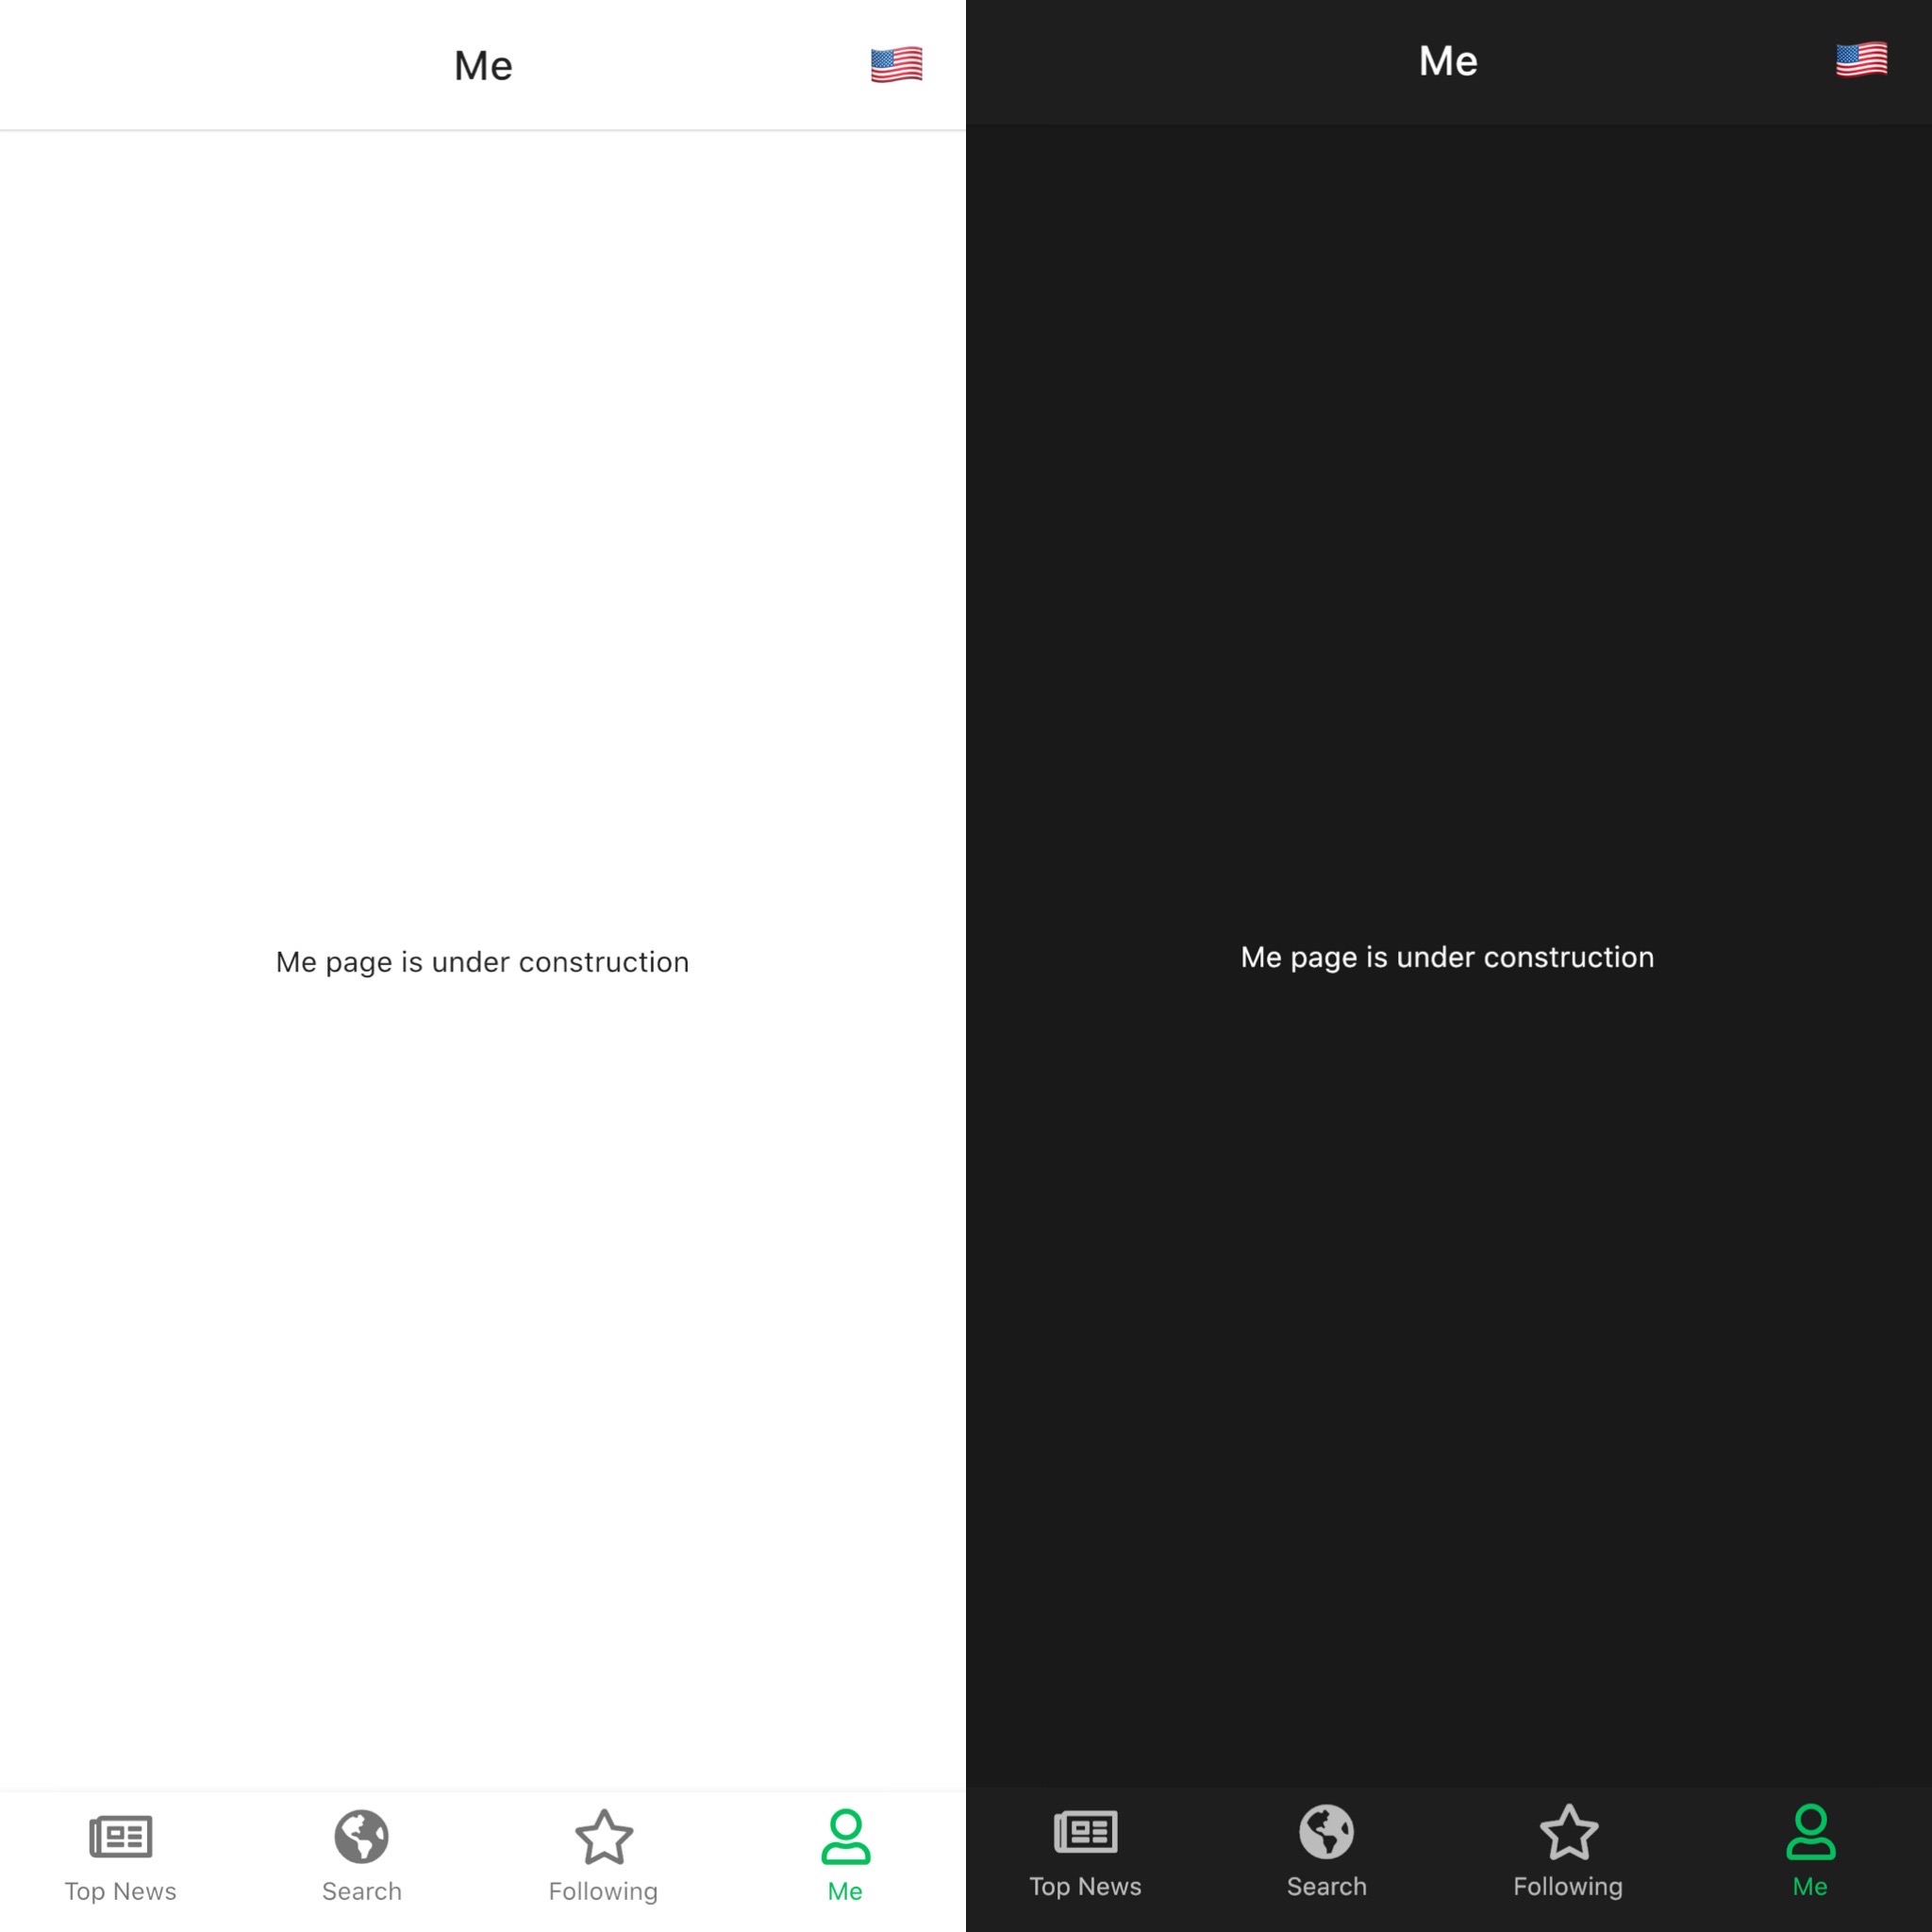 Me
Me page is under construction
Top News
Search
Following
Me
Me
Me page is under construction
Top News
Search
Following
Me